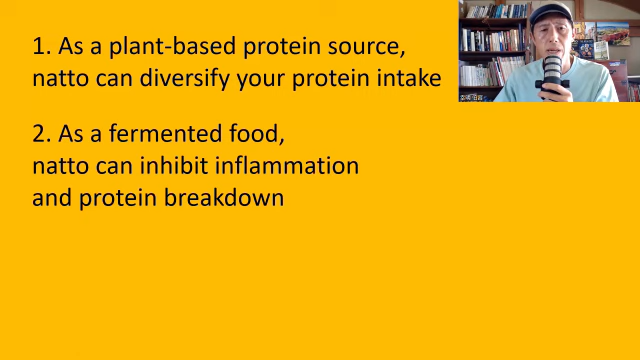 1. As a plant-based protein source,
natto can diversify your protein intake
2. As a fermented food,
natto can inhibit inflammation
and protein breakdown